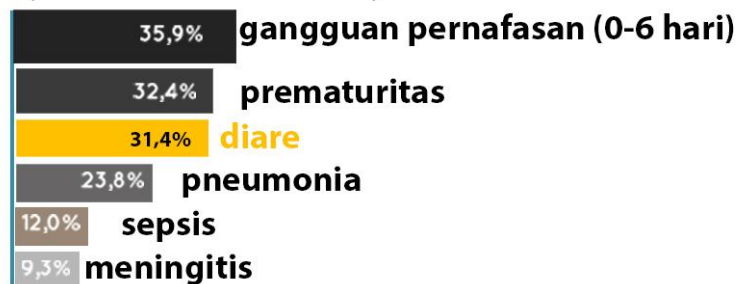 35,9% gangguan pernafasan (0-6 hari)
32,4% prematuritas
31,4% diare
23,8% pneumonia
12,0% sepsis
9,3% meningitis